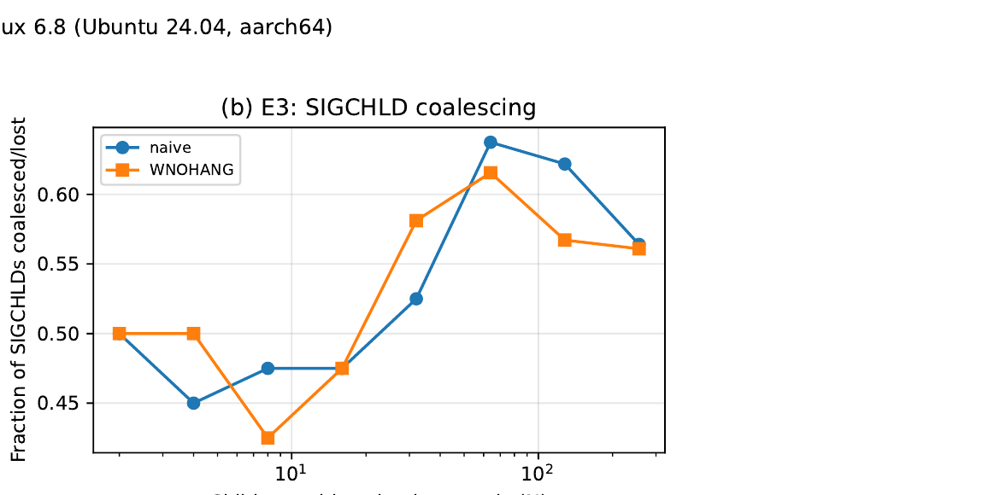 ux 6.8 (Ubuntu 24.04, aarch64)
(b) E3: SIGCHLD coalescing
Fraction of SIGCHLDs coalesced/lost
naive
WNOHANG
0.60
0.55
0.50
0.45
10¹
10²